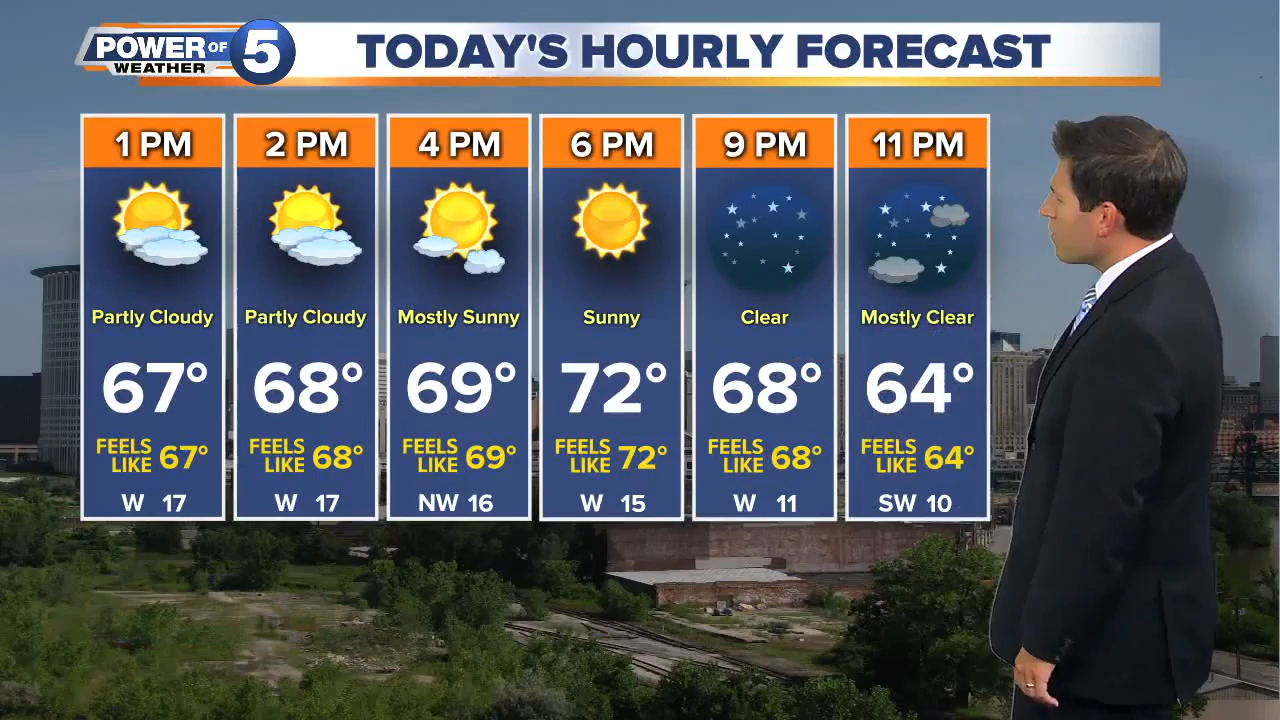 POWER OF 5
WEATHER
TODAY'S HOURLY FORECAST
1 PM
Partly Cloudy
67°
FEELS
LIKE 67°
W 17
2 PM
Partly Cloudy
68°
FEELS
LIKE 68°
W 17
4 PM
Mostly Sunny
69°
FEELS
LIKE 69°
NW 16
6 PM
Sunny
72°
FEELS
LIKE 72°
W 15
9 PM
Clear
68°
FEELS
LIKE 68°
W 11
11 PM
Mostly Clear
64°
FEELS
LIKE 64°
SW 10